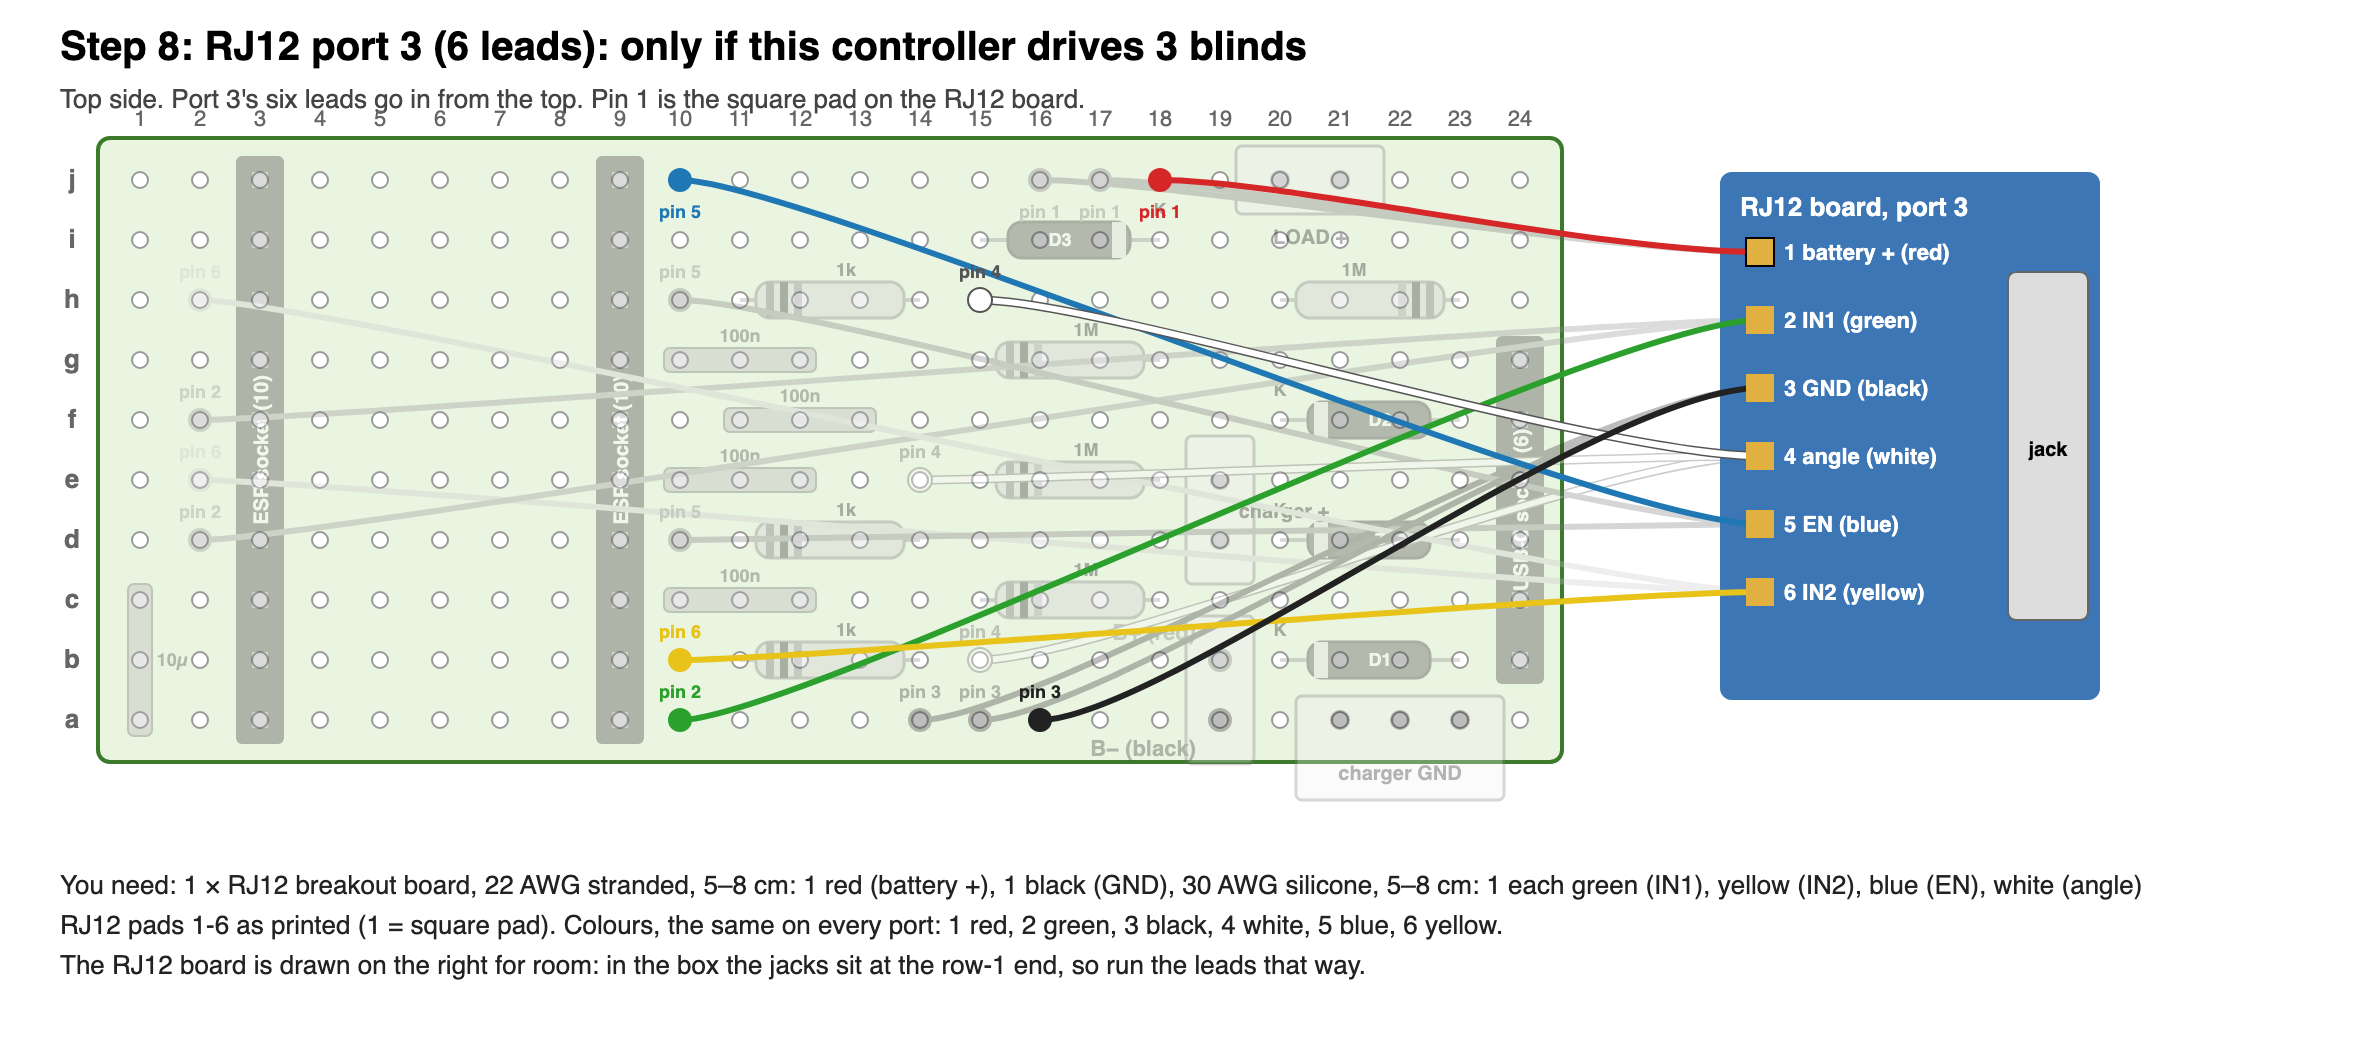 Step 8: RJ12 port 3 (6 leads): only if this controller drives 3 blinds
Top side. Port 3's six leads go in from the top. Pin 1 is the square pad on the RJ12 board.
1 2 3 4 5 6 7 8 9 10 11 12 13 14 15 16 17 18 19 20 21 22 23 24
j
pin 5 pin 1 pin 1 pin 1
K
i
D3
LOAD +
RJ12 board, port 3
1 battery + (red)
pin 6 pin 5 1k pin 4 1M
h
2 IN1 (green)
100n 1M
g
pin 2 100n K
3 GND (black)
f
D2
ESP socket (10)
ESP socket (10)
pin 6 100n pin 4 1M
4 angle (white)
jack
e
pin 2 pin 5 1k charger + K
5 EN (blue)
d
100n 1M
6 IN2 (yellow)
c
pin 6 1k pin 4 B+ (red) K
b
10µ
D1
pin 2 pin 3 pin 3 pin 3
a
B– (black)
charger GND
You need: 1 × RJ12 breakout board, 22 AWG stranded, 5–8 cm: 1 red (battery +), 1 black (GND), 30 AWG silicone, 5–8 cm: 1 each green (IN1), yellow (IN2), blue (EN), white (angle)
RJ12 pads 1-6 as printed (1 = square pad). Colours, the same on every port: 1 red, 2 green, 3 black, 4 white, 5 blue, 6 yellow.
The RJ12 board is drawn on the right for room: in the box the jacks sit at the row-1 end, so run the leads that way.